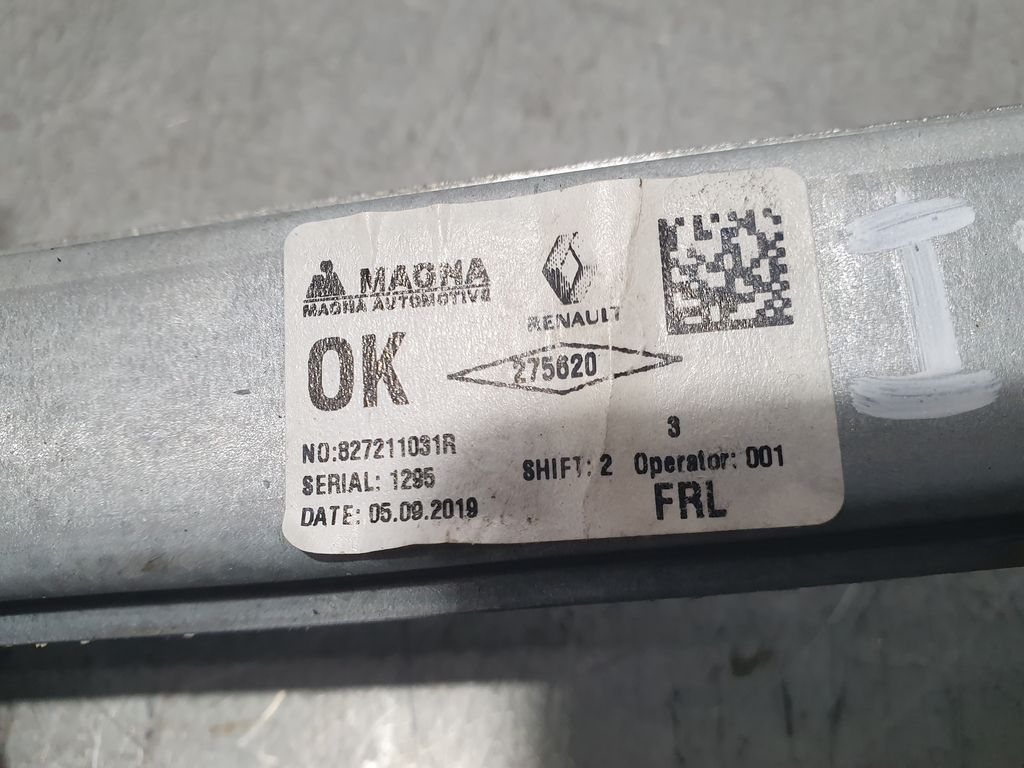 MAGNA
MAGNA AUTOMOTIVE
RENAULT
OK
275620
NO:827211031R
SERIAL: 1295
DATE: 05.09.2019
3
SHIFT: 2 Operator: 001
FRL